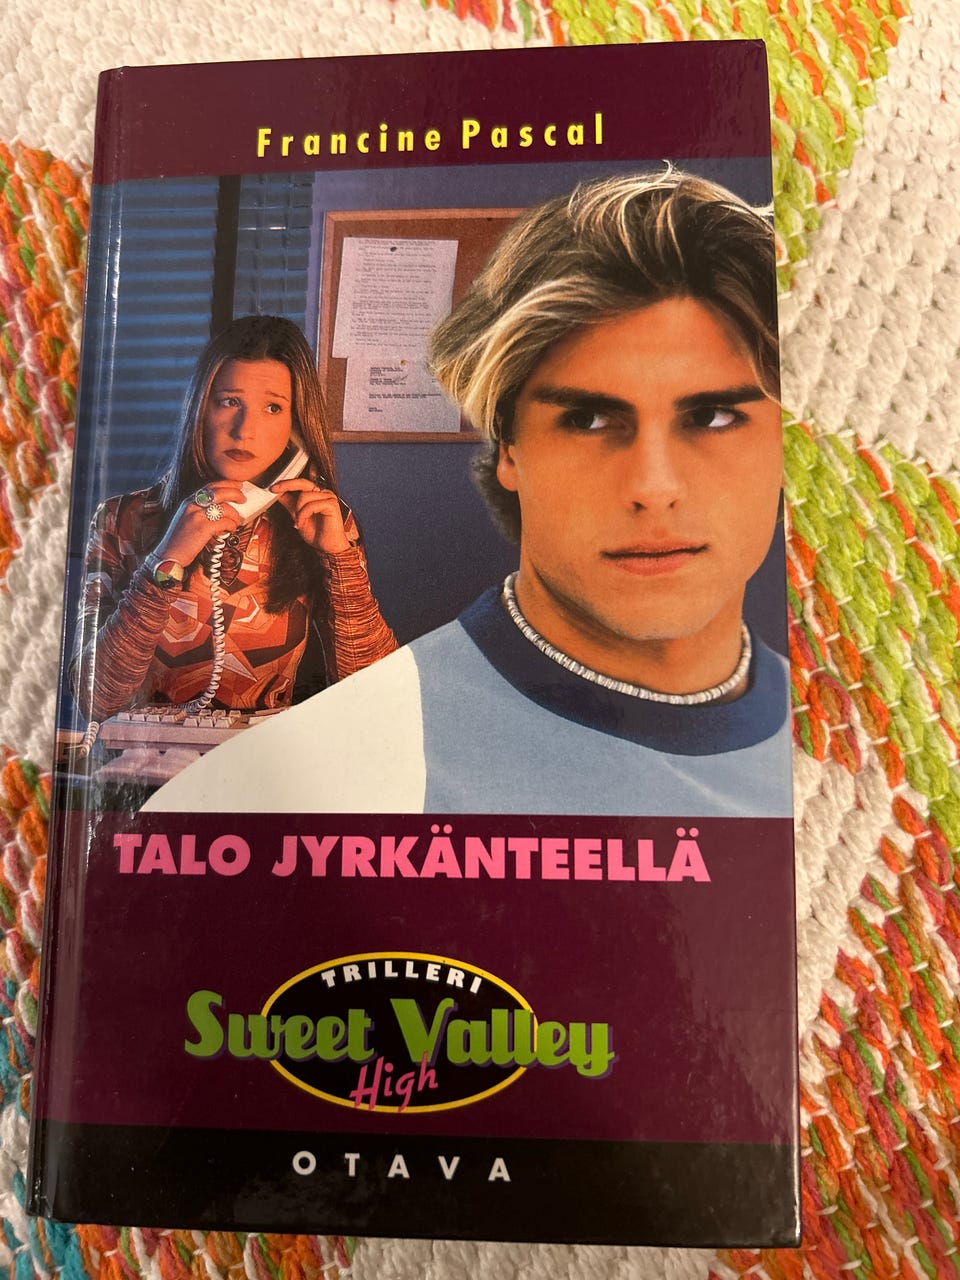 Francine Pascal
TALO JYRKÄNTEELLÄ
TRILLERI
Sweet Valley
High
OTAVA